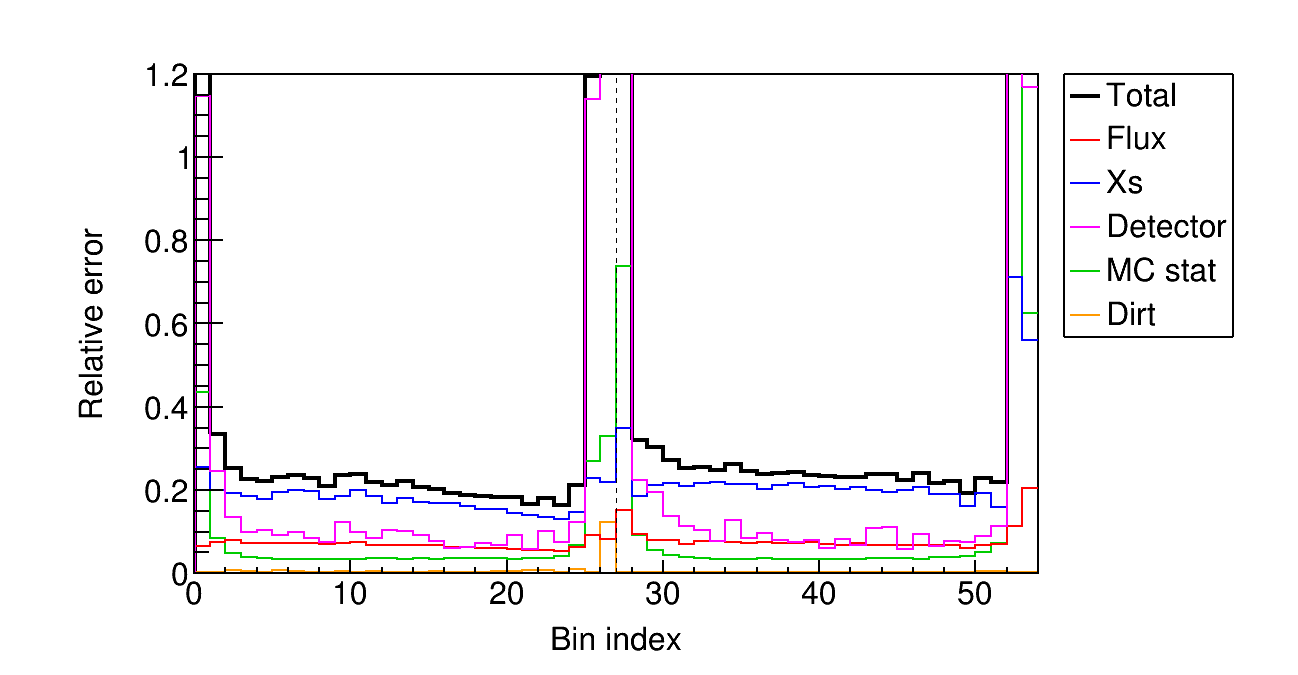 1.2
1
0.8
0.6
0.4
0.2
0
Relative error
0 10 20 30 40 50
Bin index
Total
Flux
Xs
Detector
MC stat
Dirt